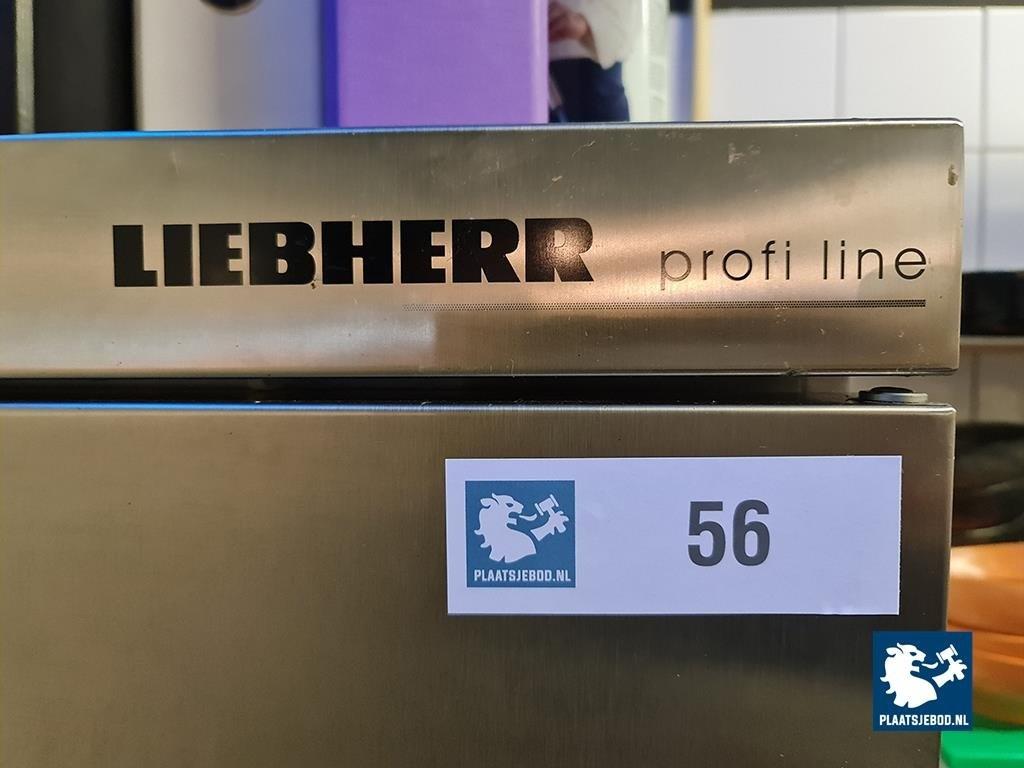 LIEBHERR profi line
56
PLAATSJEBOD.NL
PLAATSJEBOD.NL